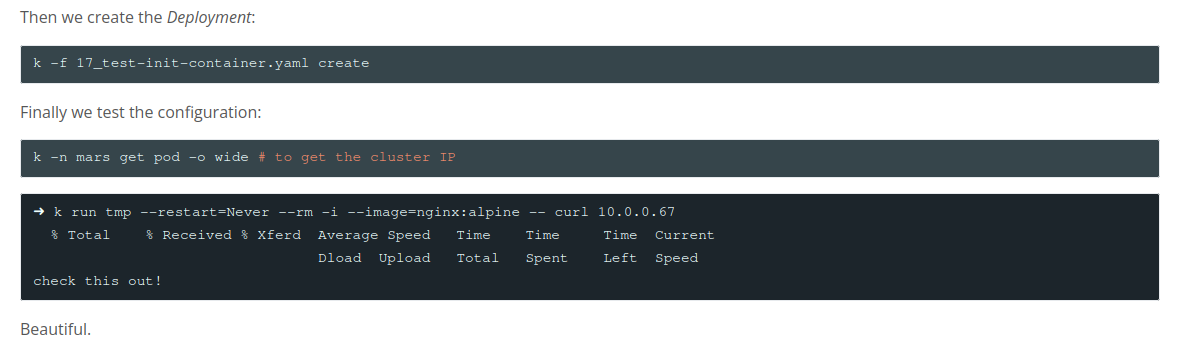 Then we create the Deployment:
k -f 17_test-init-container.yaml create
Finally we test the configuration:
k -n mars get pod -o wide # to get the cluster IP
➜ k run tmp --restart=Never --rm -i --image=nginx:alpine -- curl 10.0.0.67
% Total % Received % Xferd Average Speed Time Time Time Current
Dload Upload Total Spent Left Speed
check this out!
Beautiful.